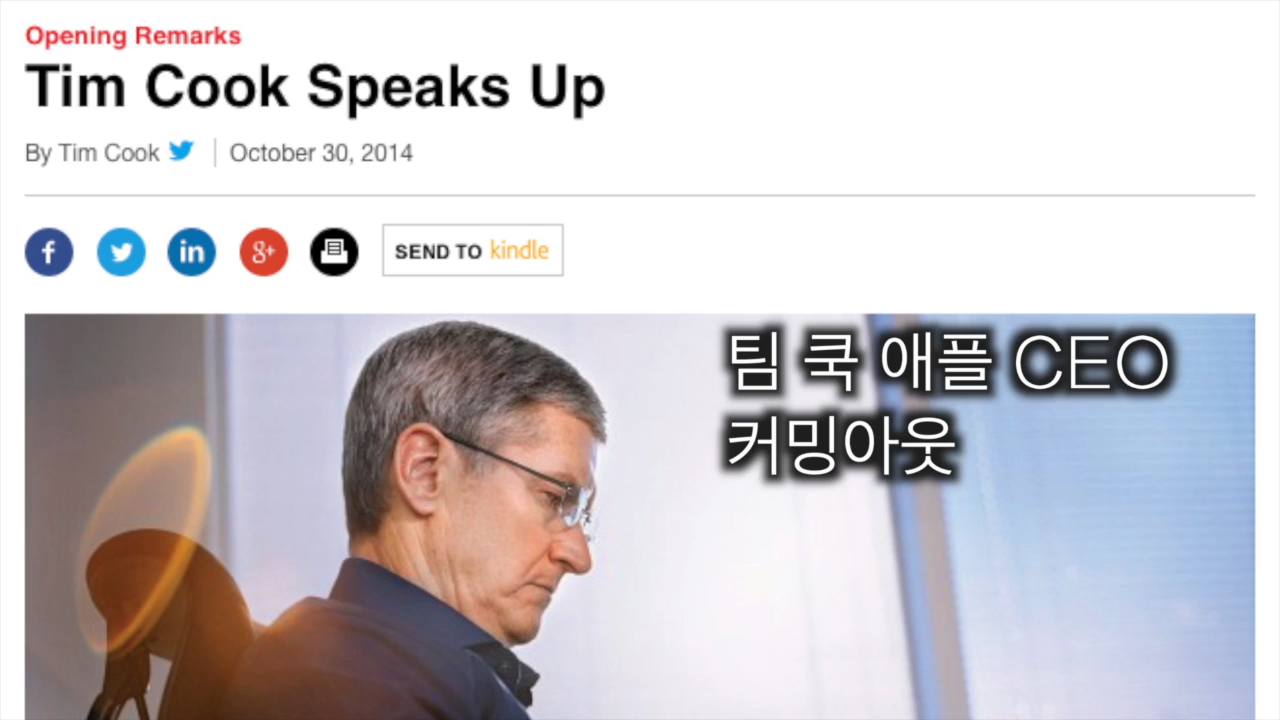 Opening Remarks
Tim Cook Speaks Up
By Tim Cook October 30, 2014
f in g+ SEND TO kindle
팀 쿡 애플 CEO
커밍아웃